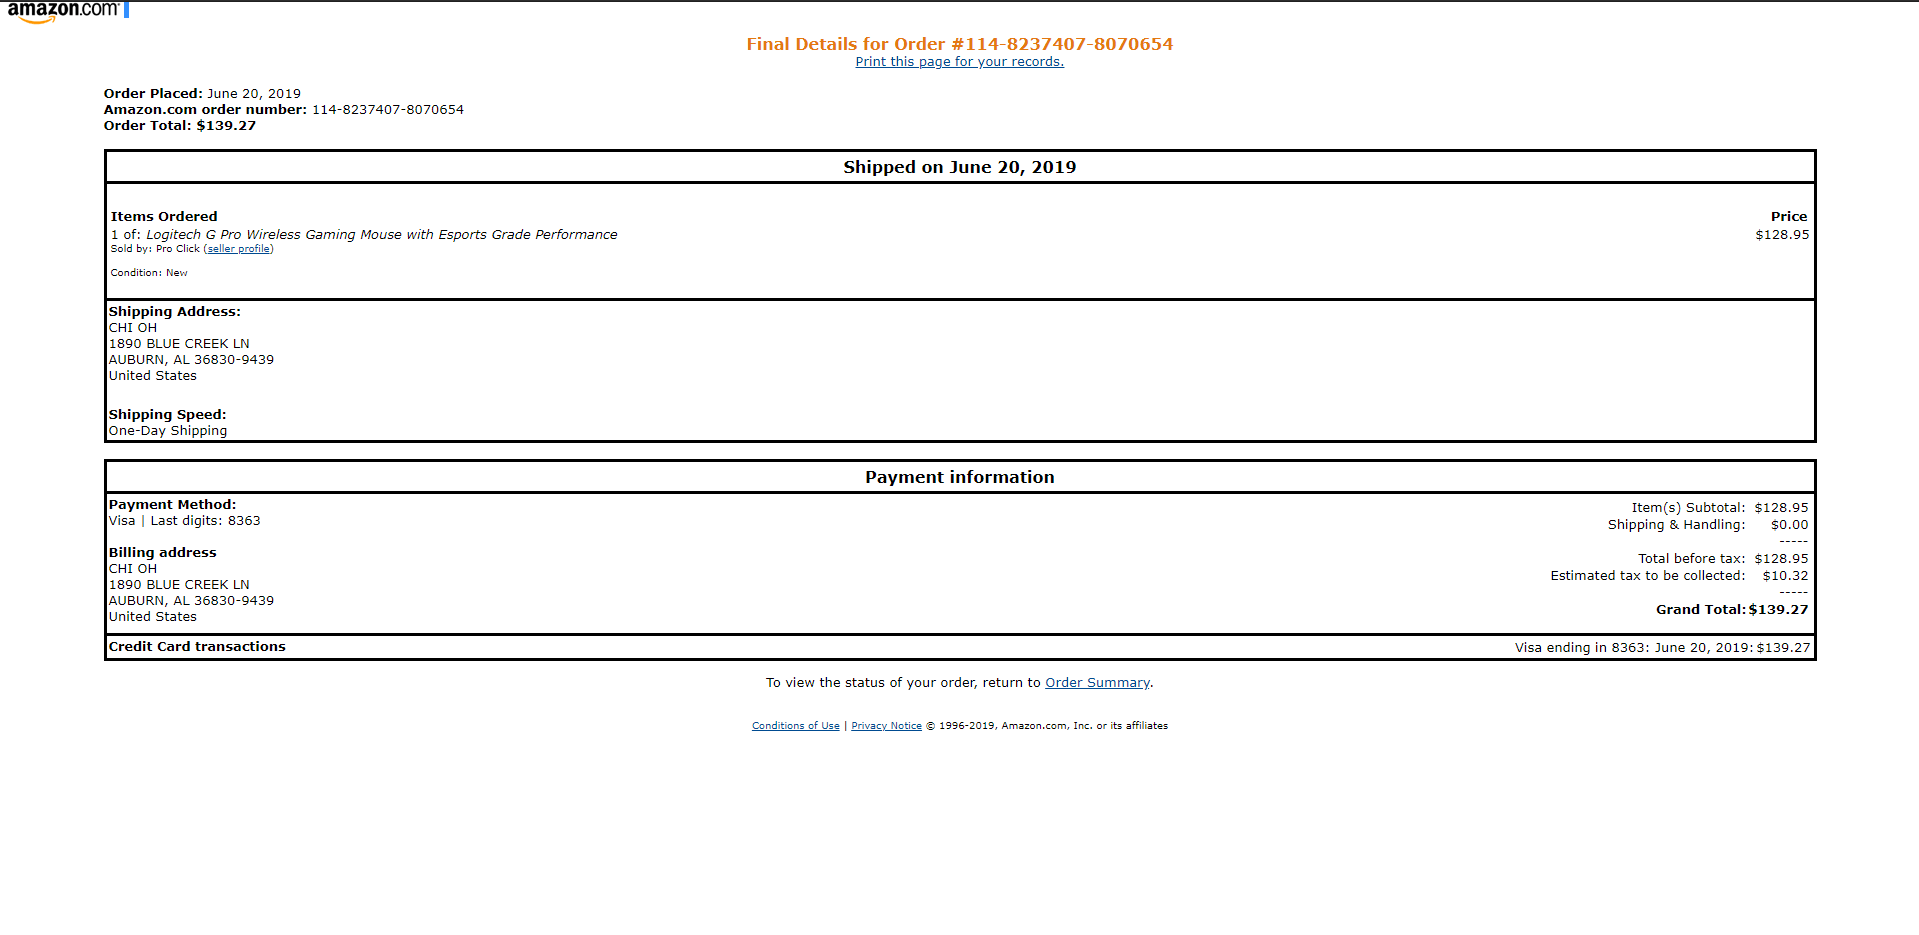 amazon.com
Final Details for Order #114-8237407-8070654
Print this page for your records.
Order Placed: June 20, 2019
Amazon.com order number: 114-8237407-8070654
Order Total: $139.27
Shipped on June 20, 2019
Items Ordered Price
1 of: Logitech G Pro Wireless Gaming Mouse with Esports Grade Performance $128.95
Sold by: Pro Click (seller profile)
Condition: New
Shipping Address:
CHI OH
1890 BLUE CREEK LN
AUBURN, AL 36830-9439
United States
Shipping Speed:
One-Day Shipping
Payment information
Payment Method:
Visa | Last digits: 8363
Billing address
CHI OH
1890 BLUE CREEK LN
AUBURN, AL 36830-9439
United States
Item(s) Subtotal: $128.95
Shipping & Handling: $0.00
-----
Total before tax: $128.95
Estimated tax to be collected: $10.32
-----
Grand Total: $139.27
Credit Card transactions Visa ending in 8363: June 20, 2019: $139.27
To view the status of your order, return to Order Summary.
Conditions of Use | Privacy Notice © 1996-2019, Amazon.com, Inc. or its affiliates